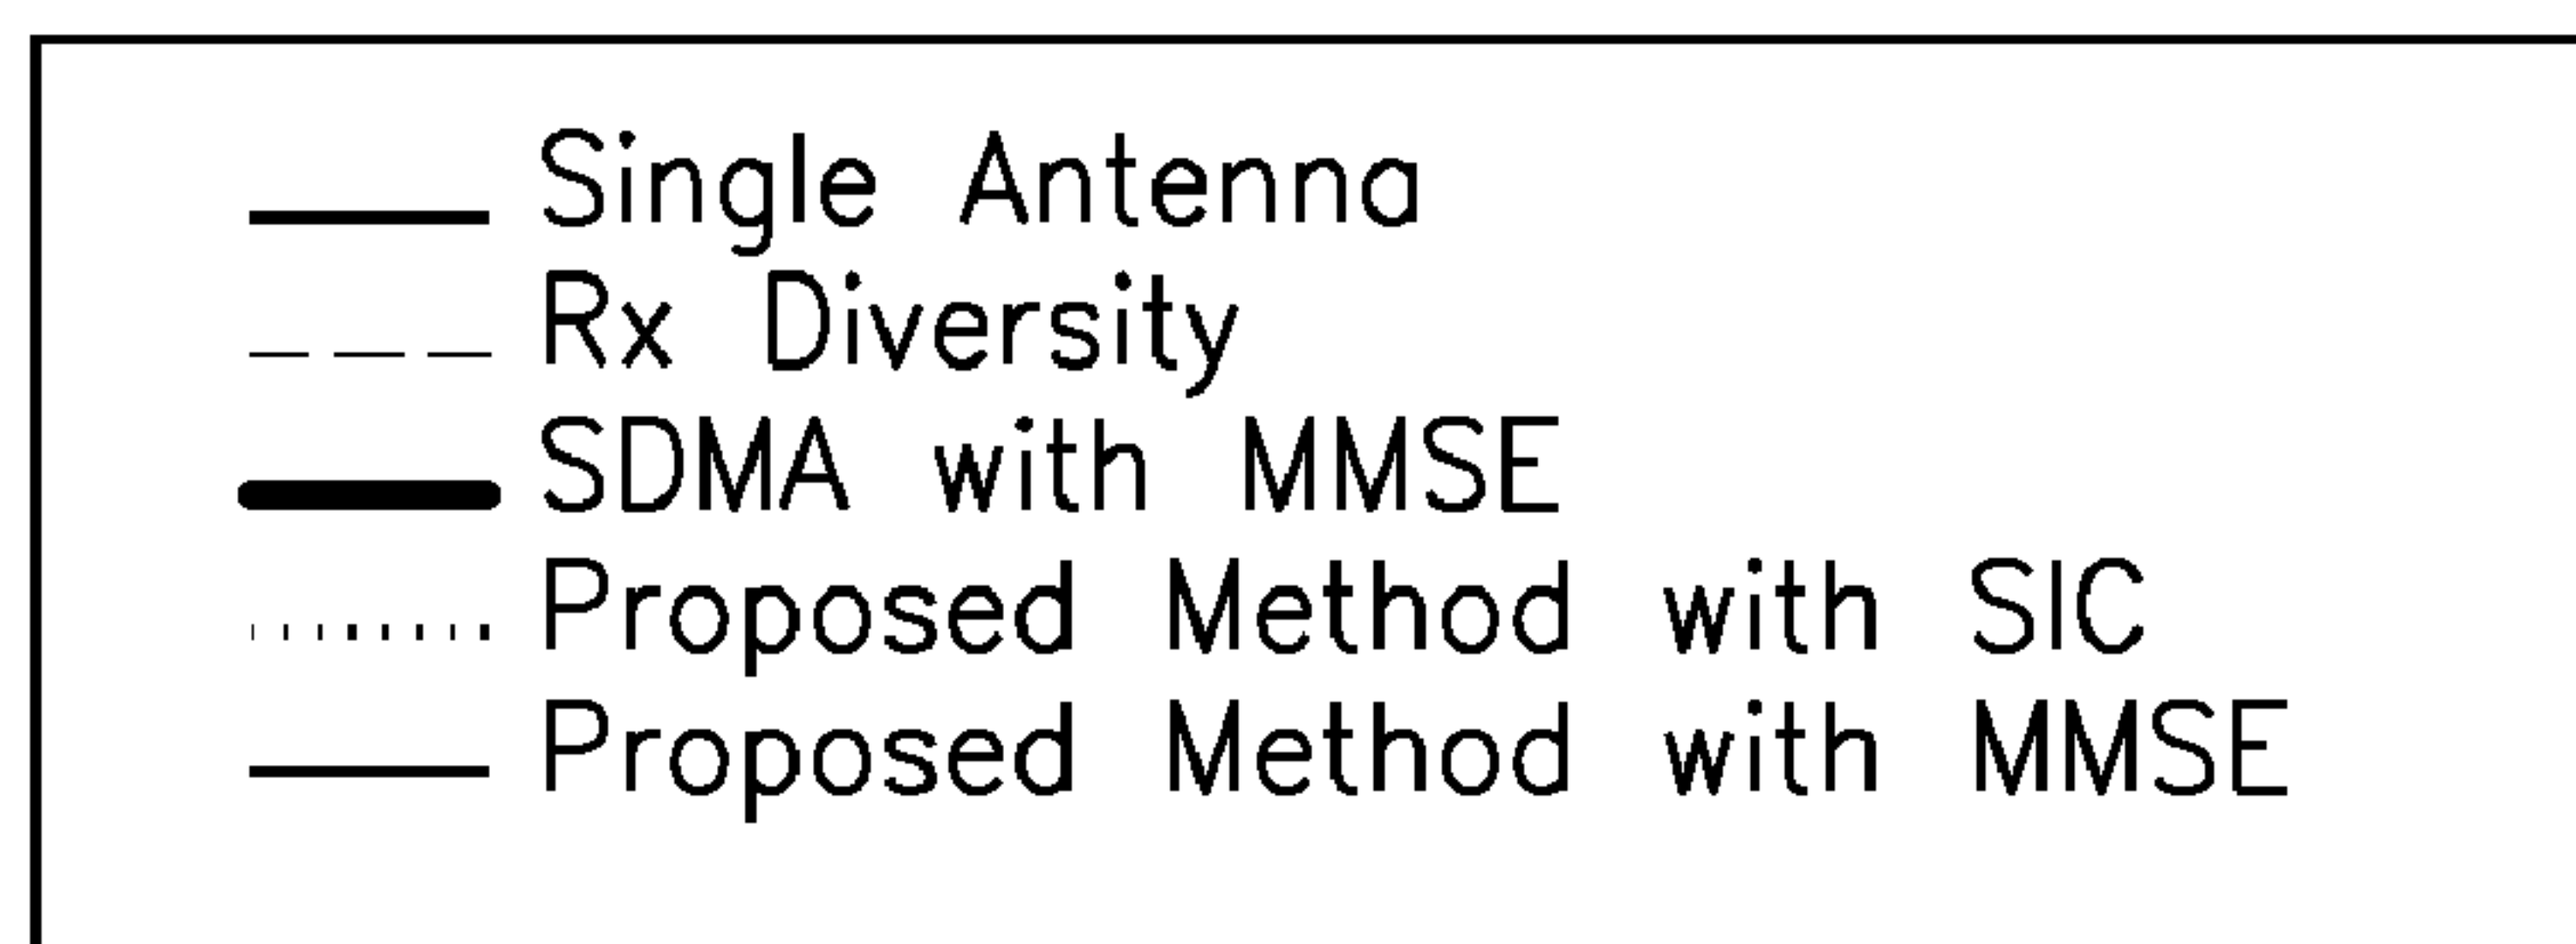 Single Antenna
Rx Diversity
SDMA with MMSE
Proposed Method with SIC
Proposed Method with MMSE